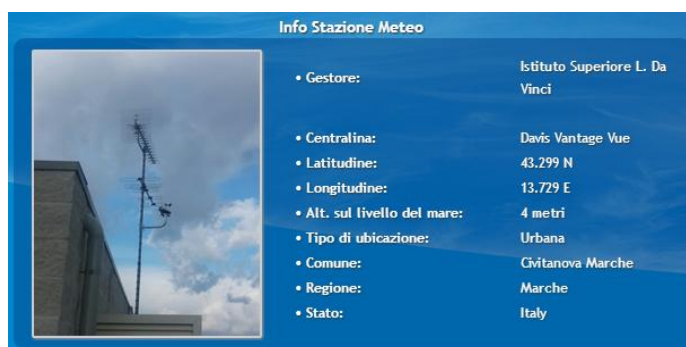 Info Stazione Meteo
• Gestore: Istituto Superiore L. Da
Vinci
• Centralina: Davis Vantage Vue
• Latitudine: 43.299 N
• Longitudine: 13.729 E
• Alt. sul livello del mare: 4 metri
• Tipo di ubicazione: Urbana
• Comune: Civitanova Marche
• Regione: Marche
• Stato: Italy